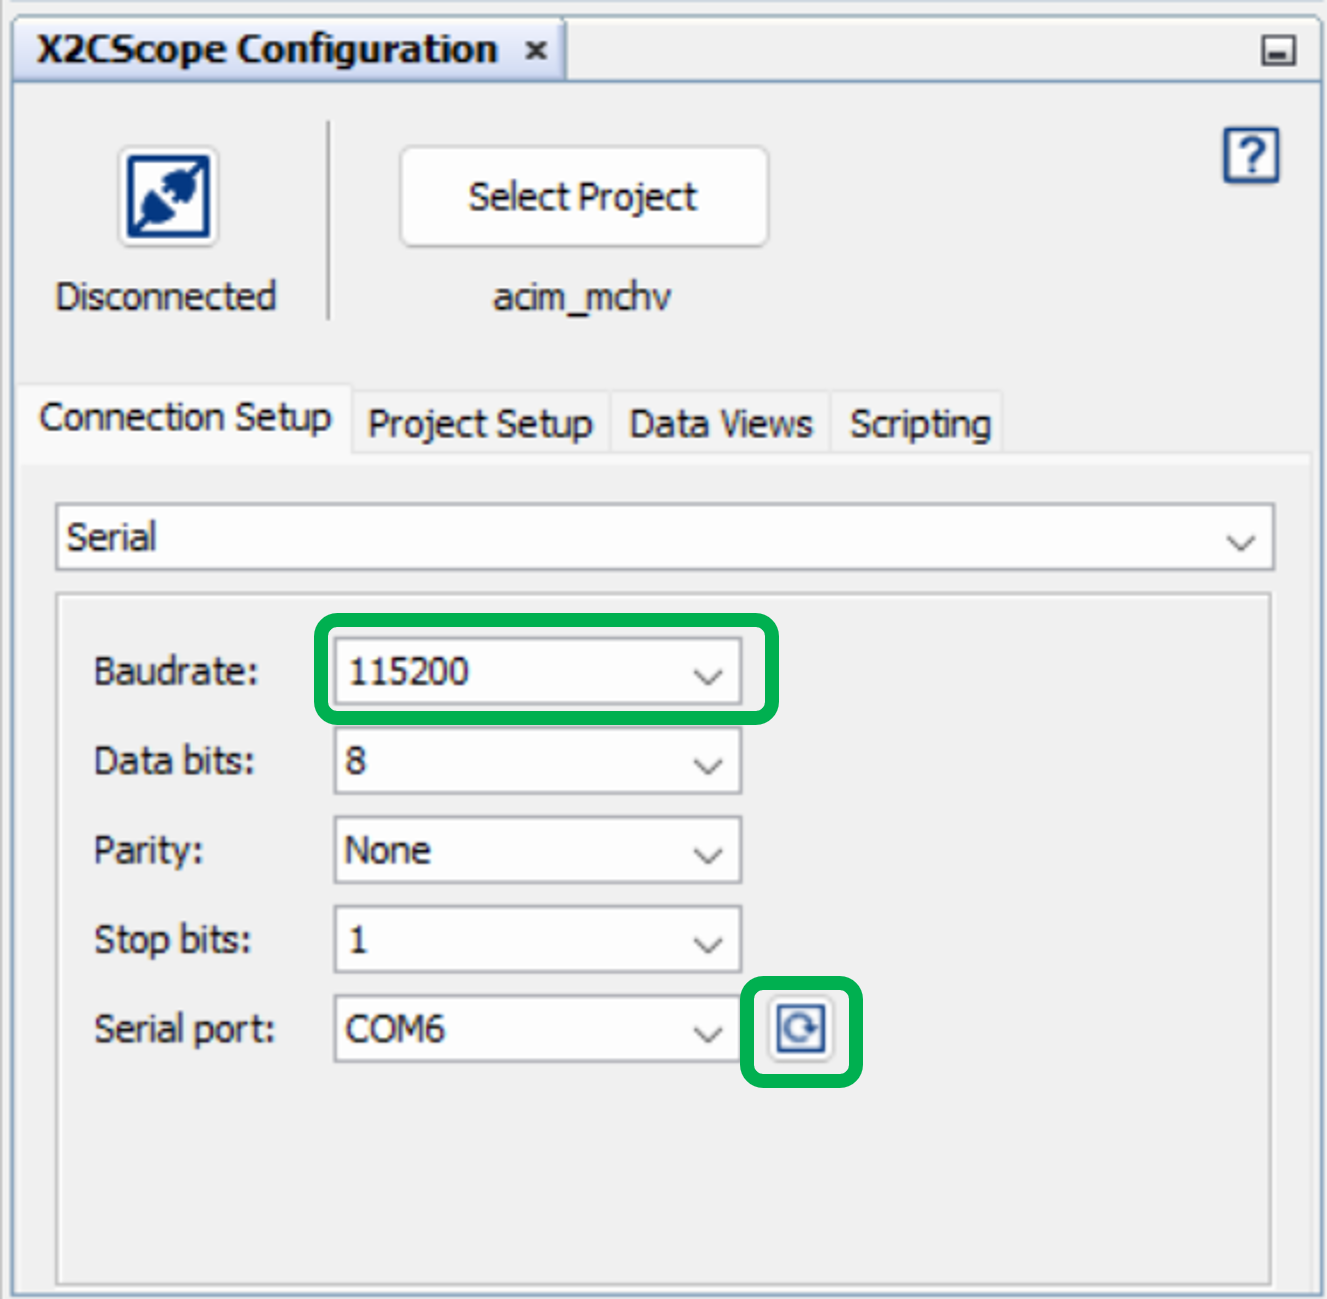 X2CScope Configuration ×
?
Select Project
Disconnected
acim_mchv
Connection Setup Project Setup Data Views Scripting
Serial
Baudrate: 115200
Data bits: 8
Parity: None
Stop bits: 1
Serial port: COM6